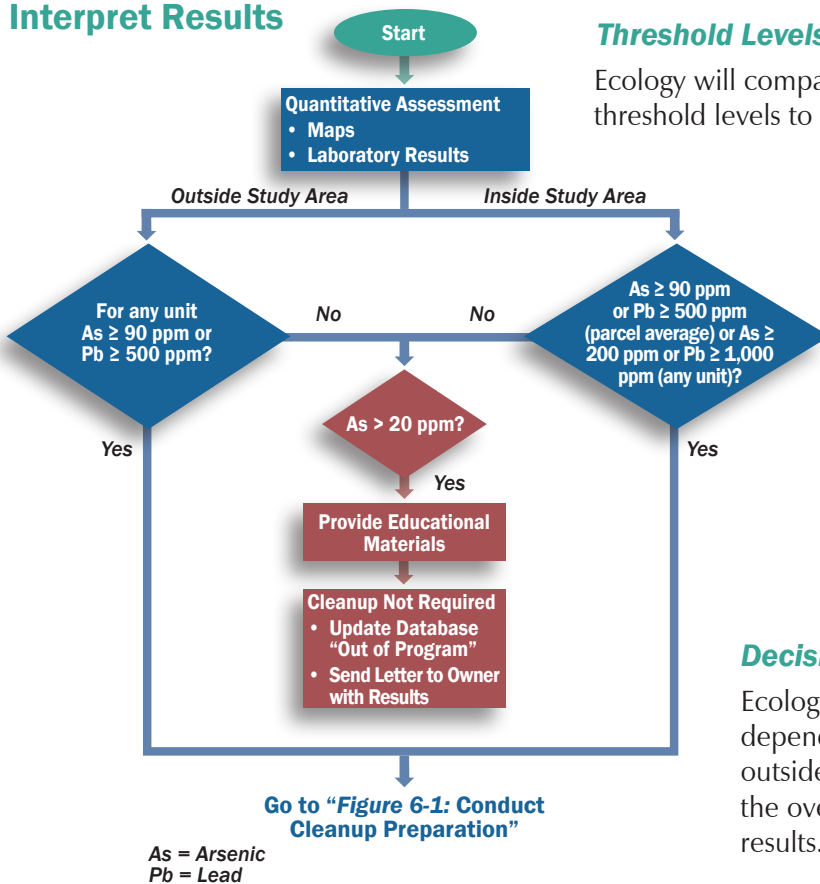 Interpret Results
Start
Quantitative Assessment
• Maps
• Laboratory Results
Outside Study Area
Inside Study Area
For any unit
As ≥ 90 ppm or
Pb ≥ 500 ppm?
No
No
As ≥ 90 ppm
or Pb ≥ 500 ppm
(parcel average) or As ≥
200 ppm or Pb ≥ 1,000
ppm (any unit)?
As > 20 ppm?
Yes
Yes
Yes
Provide Educational
Materials
Cleanup Not Required
• Update Database
“Out of Program”
• Send Letter to Owner
with Results
Go to “Figure 6-1: Conduct
Cleanup Preparation”
As = Arsenic
Pb = Lead
Threshold Levels
Ecology will compa
threshold levels to
Decis
Ecolog
depen
outside
the ove
results.